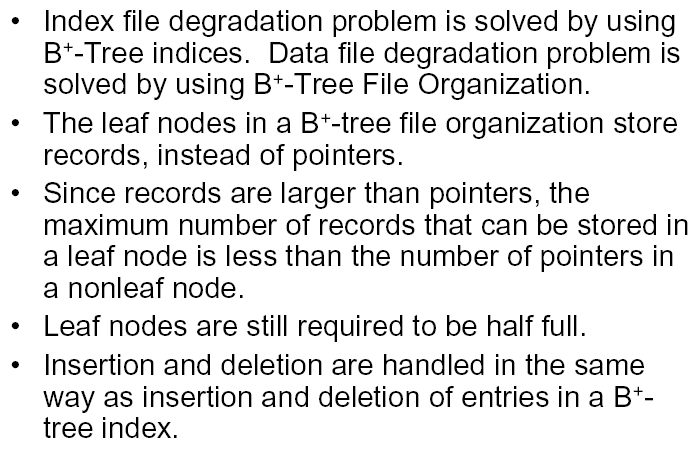 • Index file degradation problem is solved by using
B⁺-Tree indices.  Data file degradation problem is
solved by using B⁺-Tree File Organization.
• The leaf nodes in a B⁺-tree file organization store
records, instead of pointers.
• Since records are larger than pointers, the
maximum number of records that can be stored in
a leaf node is less than the number of pointers in
a nonleaf node.
• Leaf nodes are still required to be half full.
• Insertion and deletion are handled in the same
way as insertion and deletion of entries in a B⁺-
tree index.